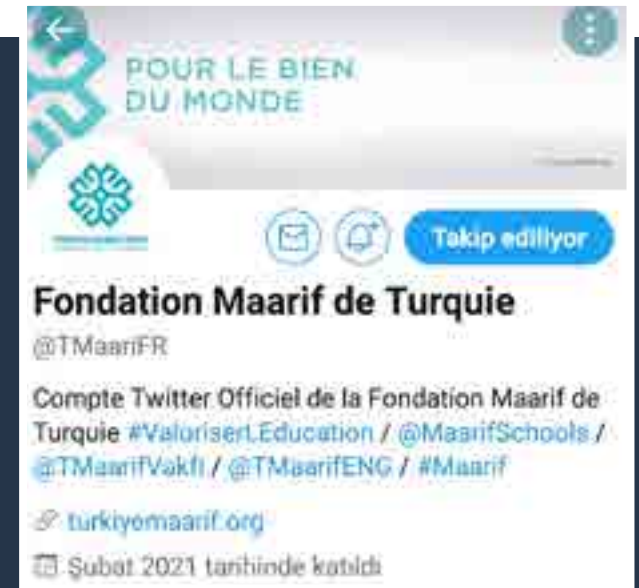 POUR LE BIEN
DU MONDE
Takip ediliyor
Fondation Maarif de Turquie
@TMaarifFR
Compte Twitter Officiel de la Fondation Maarif de
Turquie #ValoriserLEducation / @MaarifSchools /
@TMaarifVakfi / @TMaarifENG / #Maarif
turkiyemaarif.org
Şubat 2021 tarihinde katıldı